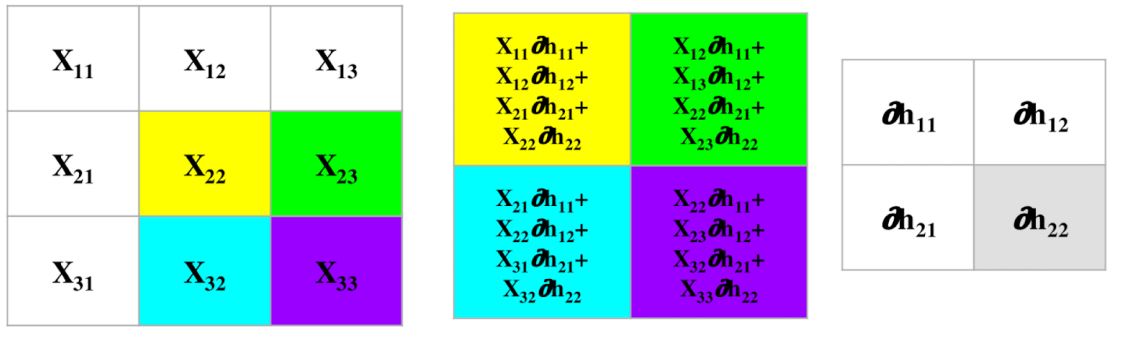 X₁₁ X₁₂ X₁₃
X₂₁ X₂₂ X₂₃
X₃₁ X₃₂ X₃₃
X₁₁∂h₁₁+
X₁₂∂h₁₂+
X₂₁∂h₂₁+
X₂₂∂h₂₂
X₁₂∂h₁₁+
X₁₃∂h₁₂+
X₂₂∂h₂₁+
X₂₃∂h₂₂
X₂₁∂h₁₁+
X₂₂∂h₁₂+
X₃₁∂h₂₁+
X₃₂∂h₂₂
X₂₂∂h₁₁+
X₂₃∂h₁₂+
X₃₂∂h₂₁+
X₃₃∂h₂₂
∂h₁₁ ∂h₁₂
∂h₂₁ ∂h₂₂